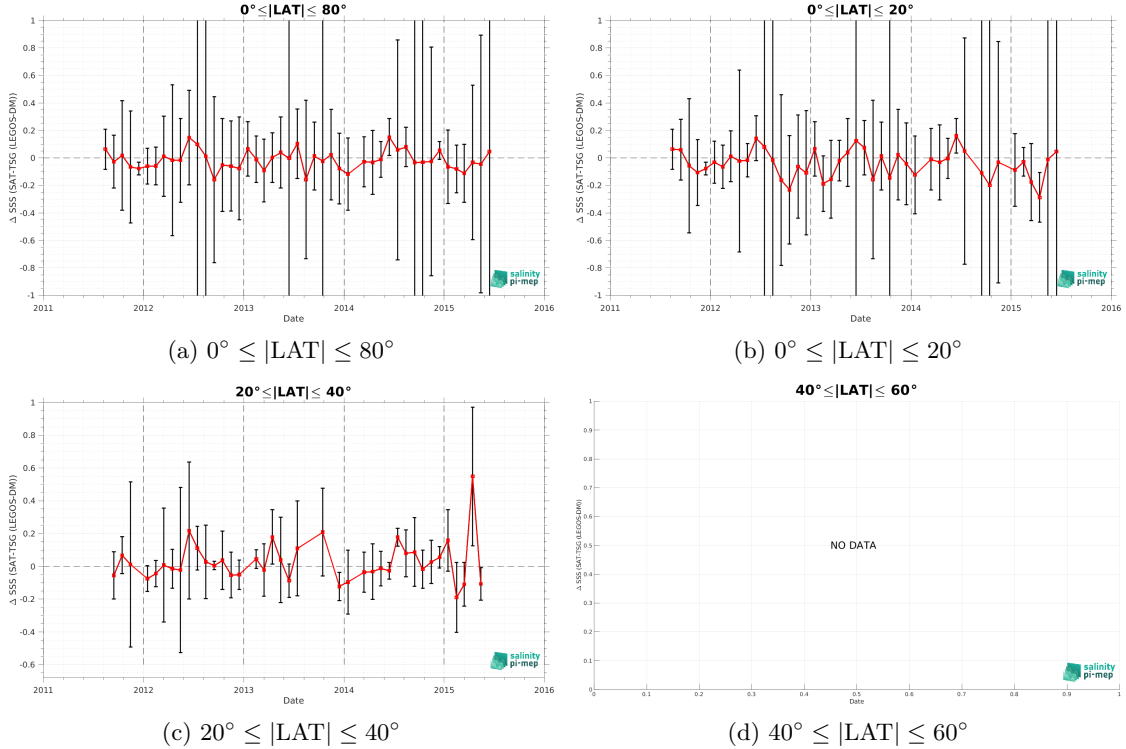 0°≤|LAT|≤ 80°
1
0.8
0.6
0.4
0.2
0
-0.2
-0.4
-0.6
-0.8
-1
Δ SSS (SAT-TSG (LEGOS-DM))
2011
2012
2013
2014
2015
2016
Date
salinity
pi-mep
(a) 0° ≤ |LAT| ≤ 80°
0°≤|LAT|≤ 20°
1
0.8
0.6
0.4
0.2
0
-0.2
-0.4
-0.6
-0.8
-1
Δ SSS (SAT-TSG (LEGOS-DM))
2011
2012
2013
2014
2015
2016
Date
salinity
pi-mep
(b) 0° ≤ |LAT| ≤ 20°
20°≤|LAT|≤ 40°
1
0.8
0.6
0.4
0.2
0
-0.2
-0.4
-0.6
Δ SSS (SAT-TSG (LEGOS-DM))
2011
2012
2013
2014
2015
2016
Date
salinity
pi-mep
(c) 20° ≤ |LAT| ≤ 40°
40°≤|LAT|≤ 60°
1
0.9
0.8
0.7
0.6
0.5
0.4
0.3
0.2
0.1
0
Δ SSS (SAT-TSG (LEGOS-DM))
NO DATA
0
0.1
0.2
0.3
0.4
0.5
0.6
0.7
0.8
0.9
1
Date
salinity
pi-mep
(d) 40° ≤ |LAT| ≤ 60°